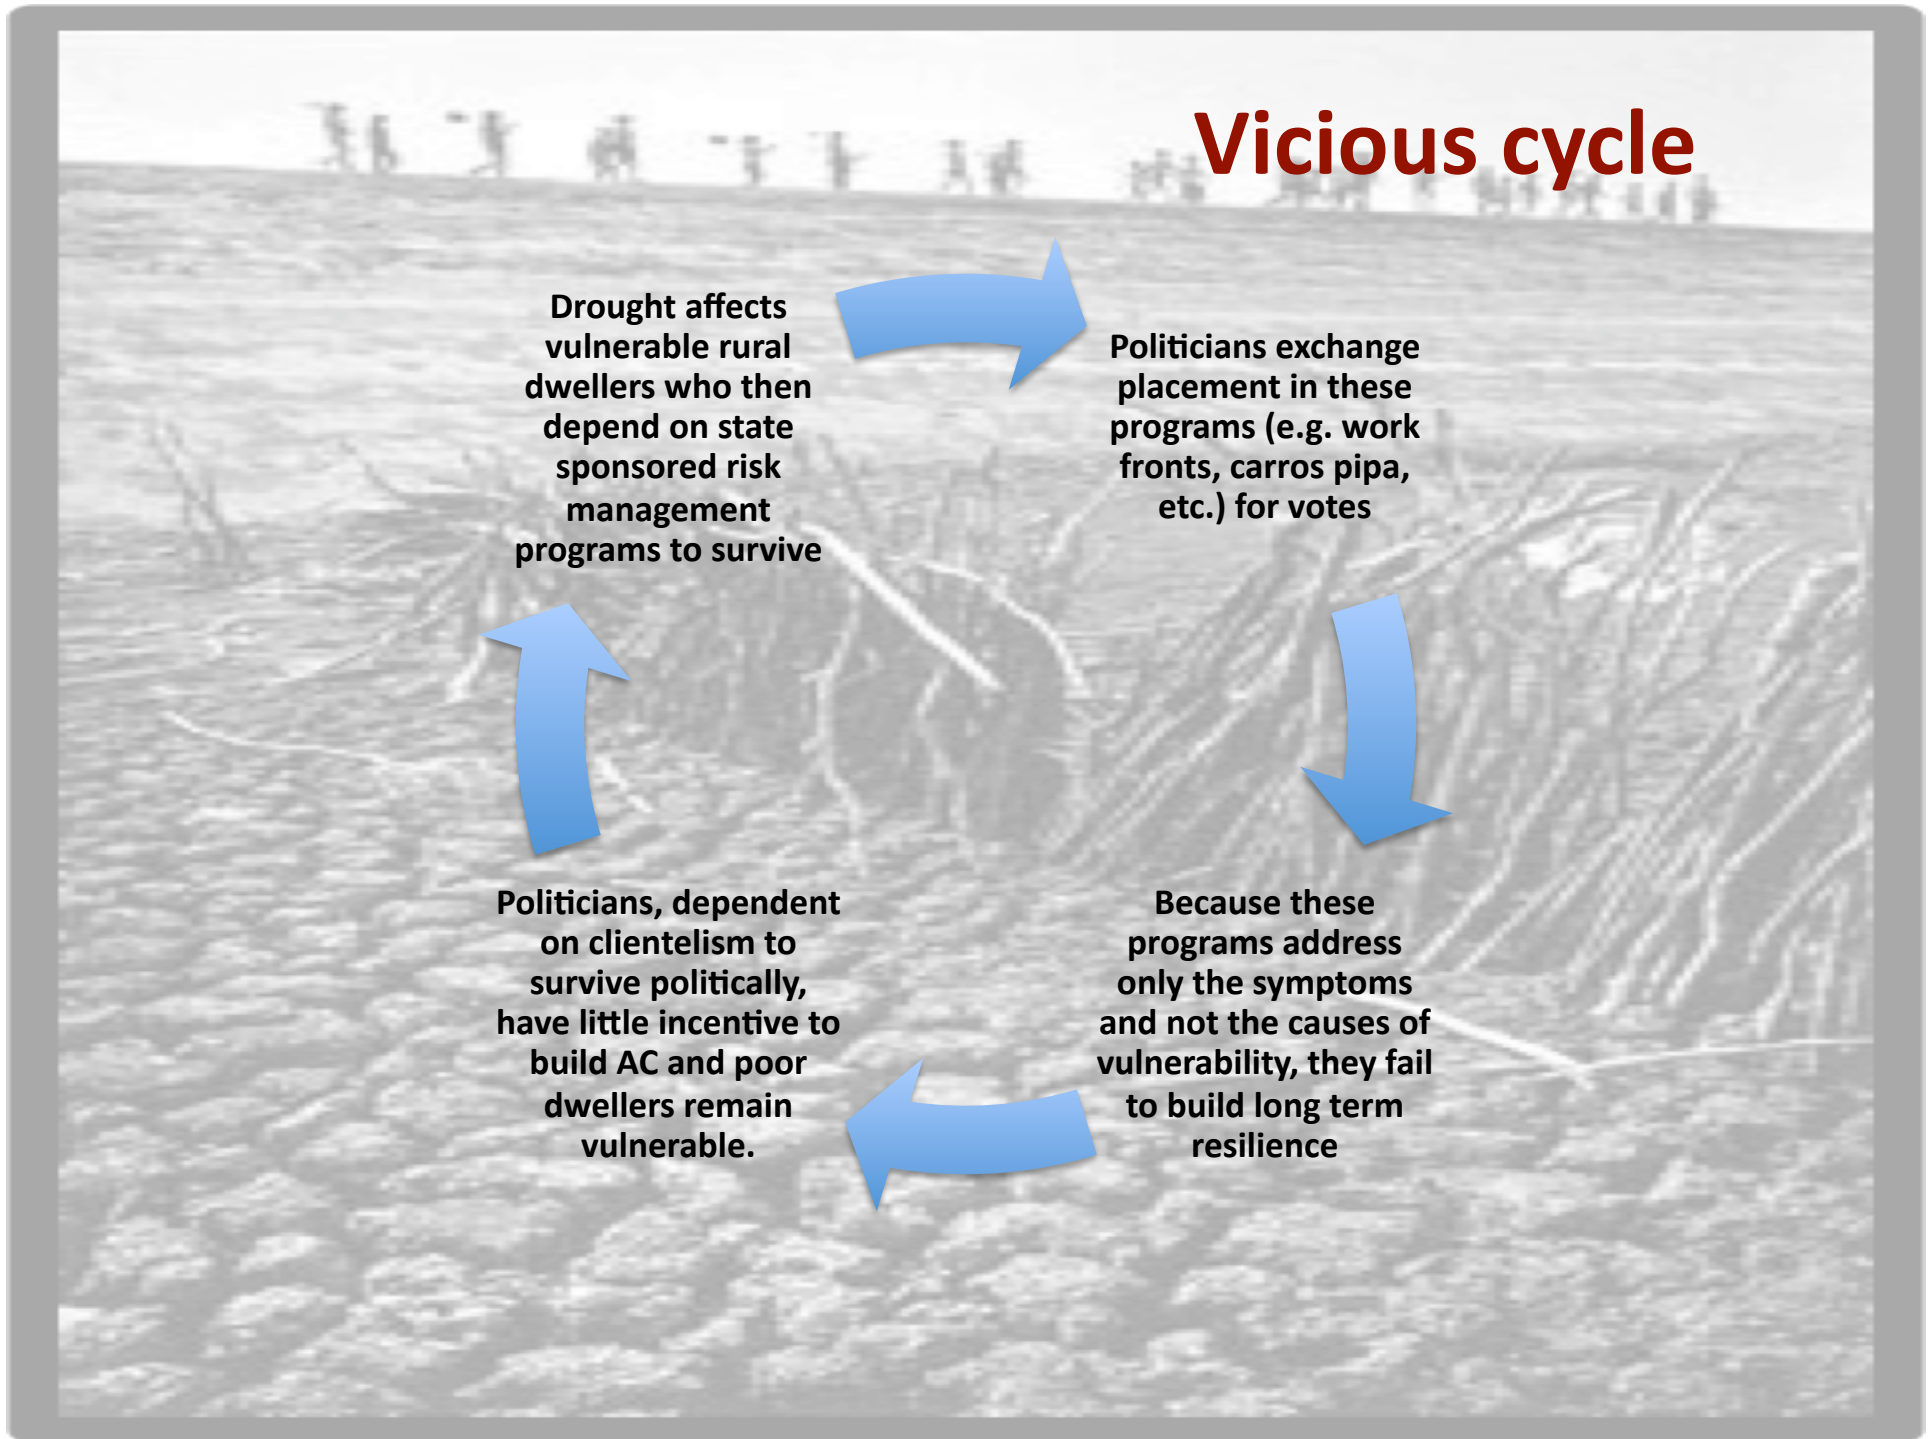 Vicious cycle
Drought affects
vulnerable rural
dwellers who then
depend on state
sponsored risk
management
programs to survive
Politicians exchange
placement in these
programs (e.g. work
fronts, carros pipa,
etc.) for votes
Because these
programs address
only the symptoms
and not the causes of
vulnerability, they fail
to build long term
resilience
Politicians, dependent
on clientelism to
survive politically,
have little incentive to
build AC and poor
dwellers remain
vulnerable.